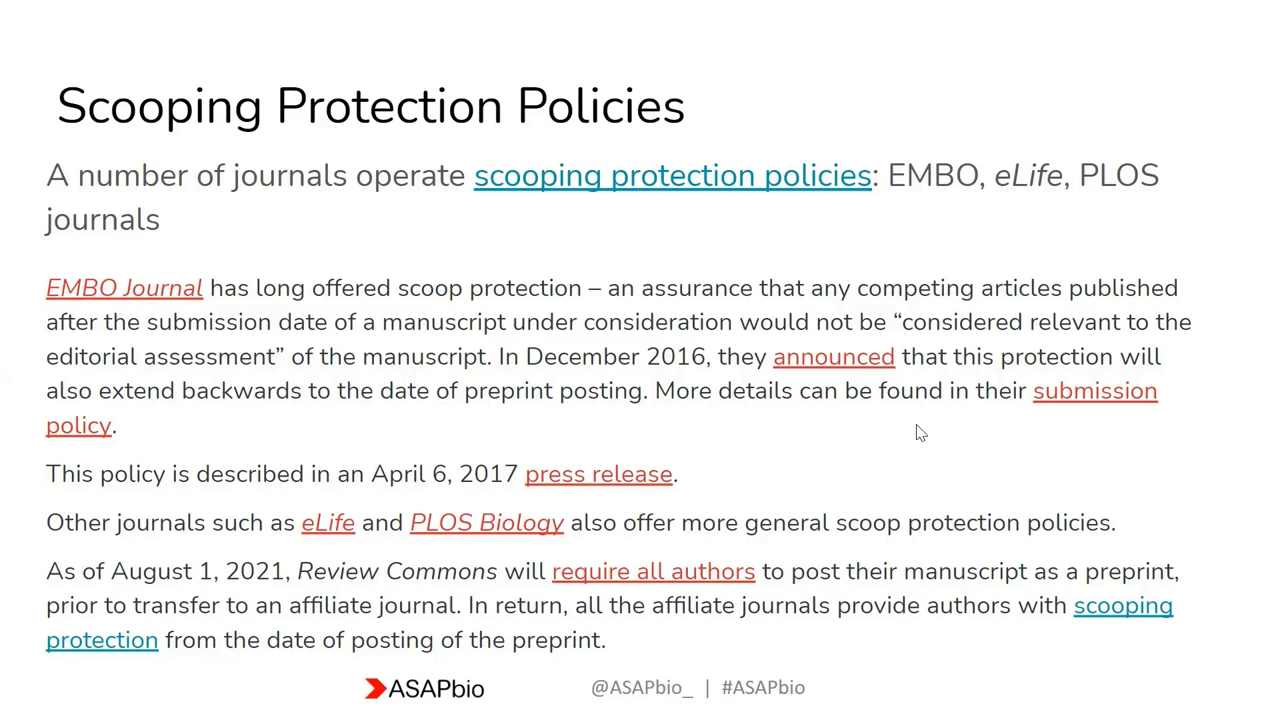 Scooping Protection Policies
A number of journals operate scooping protection policies: EMBO, eLife, PLOS
journals
EMBO Journal has long offered scoop protection – an assurance that any competing articles published
after the submission date of a manuscript under consideration would not be “considered relevant to the
editorial assessment” of the manuscript. In December 2016, they announced that this protection will
also extend backwards to the date of preprint posting. More details can be found in their submission
policy.
This policy is described in an April 6, 2017 press release.
Other journals such as eLife and PLOS Biology also offer more general scoop protection policies.
As of August 1, 2021, Review Commons will require all authors to post their manuscript as a preprint,
prior to transfer to an affiliate journal. In return, all the affiliate journals provide authors with scooping
protection from the date of posting of the preprint.
ASAPbio @ASAPbio_ | #ASAPbio